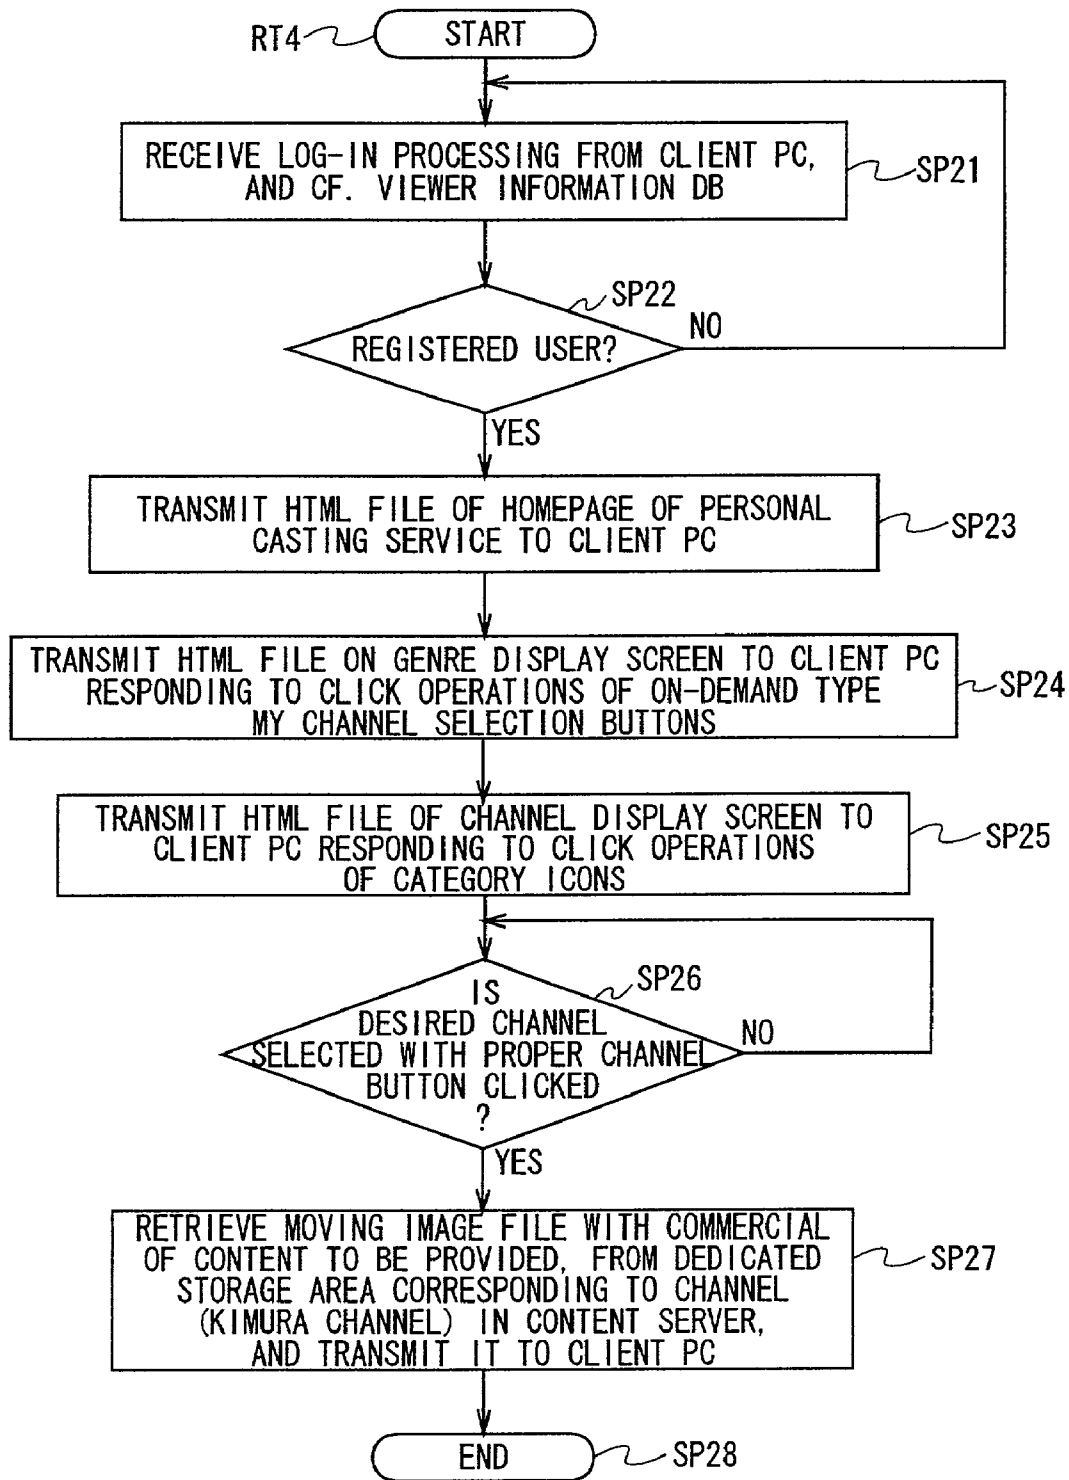 RT4
START
RECEIVE LOG-IN PROCESSING FROM CLIENT PC,
AND CF. VIEWER INFORMATION DB
SP21
SP22
REGISTERED USER?
NO
YES
TRANSMIT HTML FILE OF HOMEPAGE OF PERSONAL
CASTING SERVICE TO CLIENT PC
SP23
TRANSMIT HTML FILE ON GENRE DISPLAY SCREEN TO CLIENT PC
RESPONDING TO CLICK OPERATIONS OF ON-DEMAND TYPE
MY CHANNEL SELECTION BUTTONS
SP24
TRANSMIT HTML FILE OF CHANNEL DISPLAY SCREEN TO
CLIENT PC RESPONDING TO CLICK OPERATIONS
OF CATEGORY ICONS
SP25
SP26
IS
DESIRED CHANNEL
SELECTED WITH PROPER CHANNEL
BUTTON CLICKED
?
NO
YES
RETRIEVE MOVING IMAGE FILE WITH COMMERCIAL
OF CONTENT TO BE PROVIDED, FROM DEDICATED
STORAGE AREA CORRESPONDING TO CHANNEL
(KIMURA CHANNEL) IN CONTENT SERVER,
AND TRANSMIT IT TO CLIENT PC
SP27
END
SP28